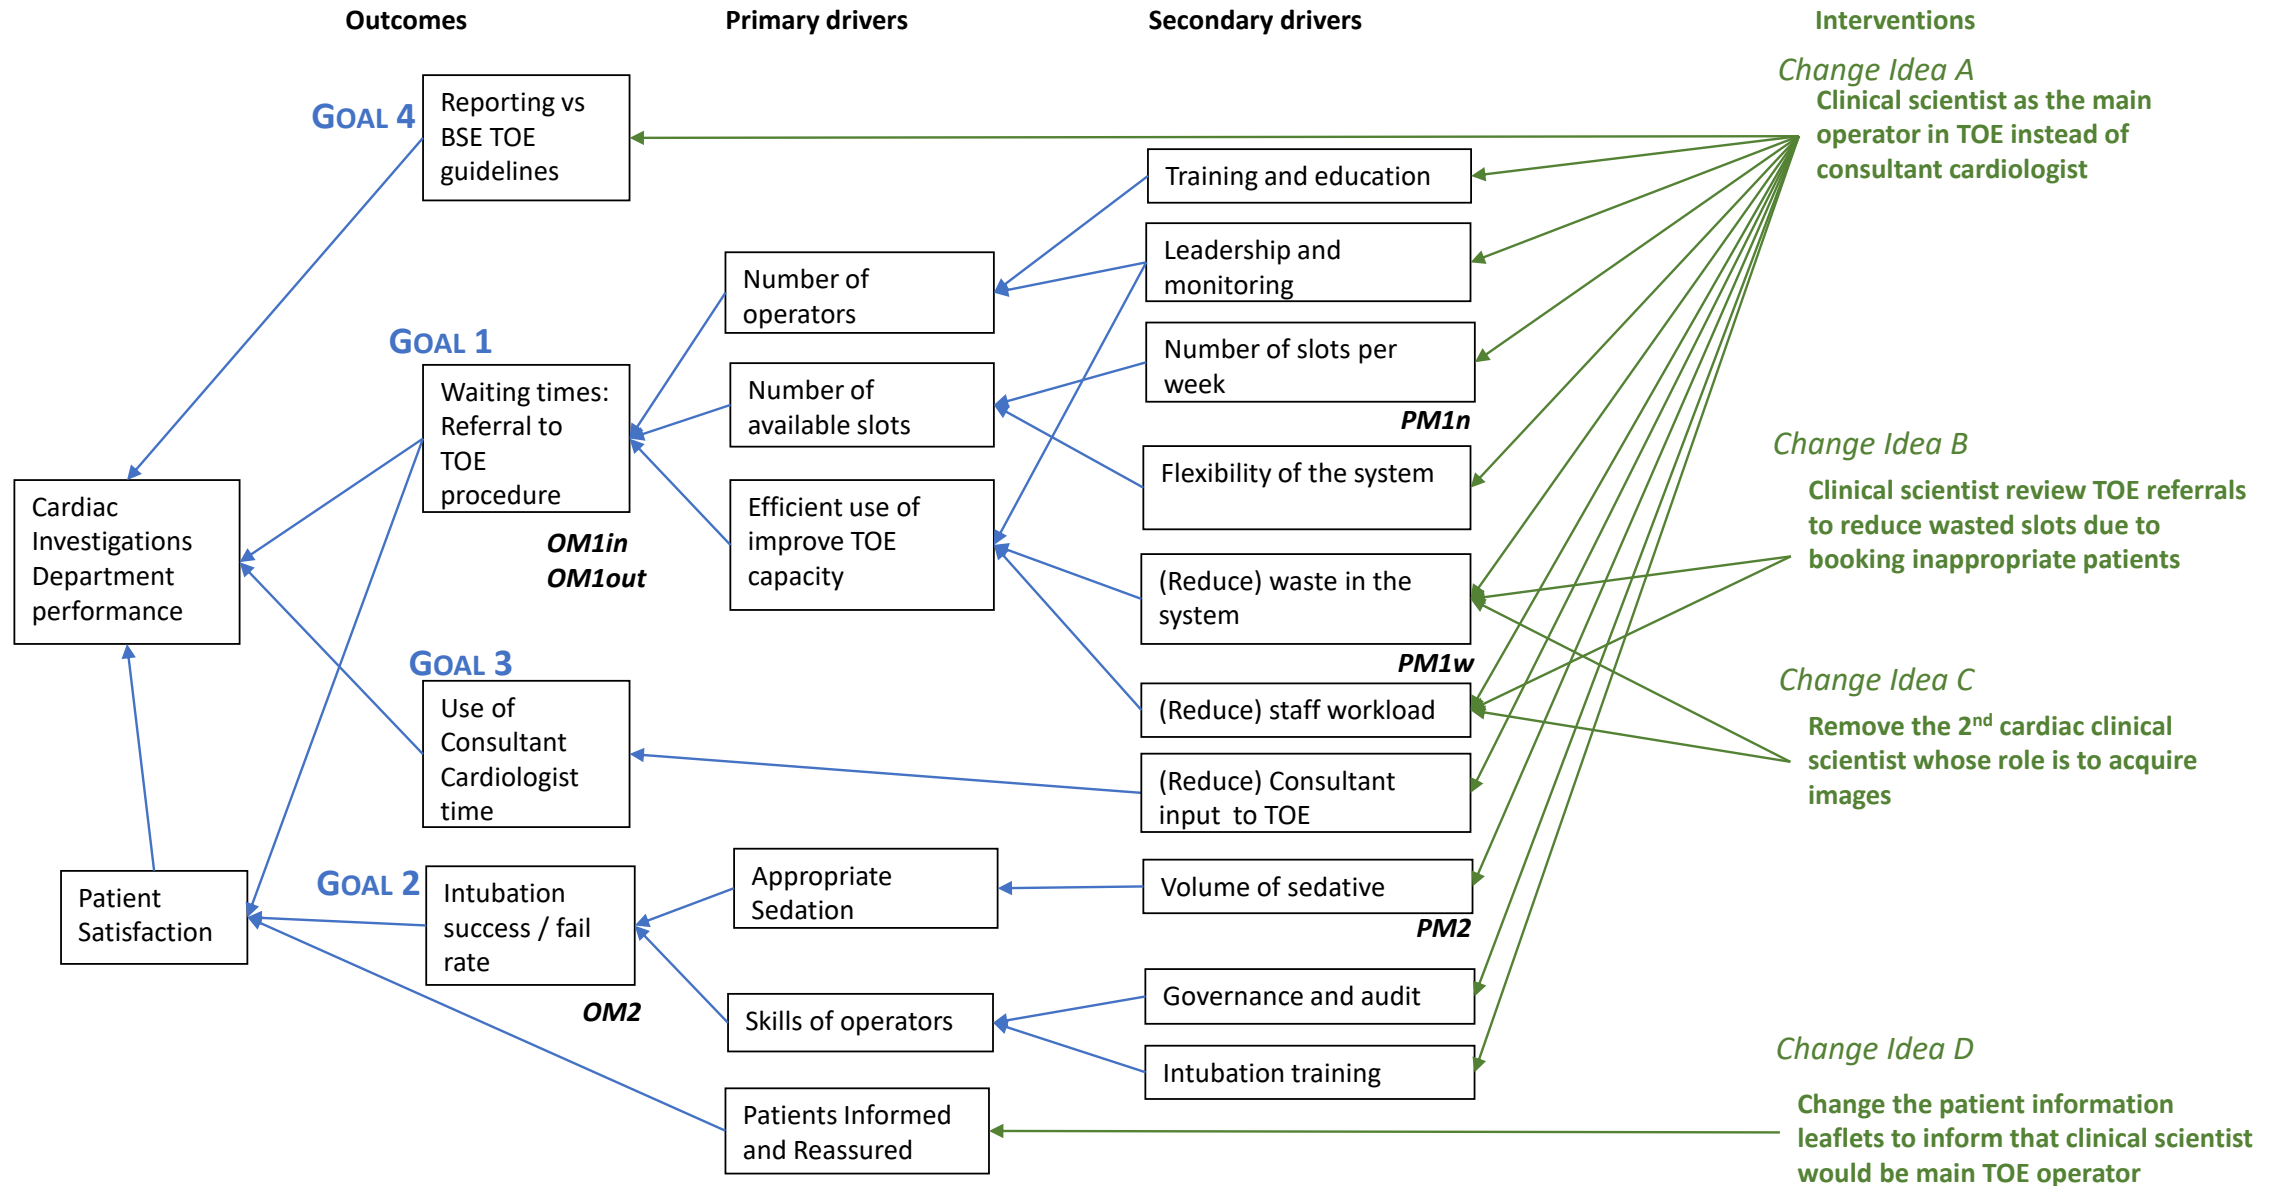 Outcomes
Primary drivers
Secondary drivers
Interventions
GOAL 4
Reporting vs
BSE TOE
guidelines
GOAL 1
Waiting times:
Referral to
TOE
procedure
OM1in
OM1out
Cardiac
Investigations
Department
performance
GOAL 3
Use of
Consultant
Cardiologist
time
Patient
Satisfaction
GOAL 2
Intubation
success / fail
rate
OM2
Number of
operators
Number of
available slots
Efficient use of
improve TOE
capacity
Appropriate
Sedation
Skills of operators
Patients Informed
and Reassured
Training and education
Leadership and
monitoring
Number of slots per
week
PM1n
Flexibility of the system
(Reduce) waste in the
system
PM1w
(Reduce) staff workload
(Reduce) Consultant
input to TOE
Volume of sedative
PM2
Governance and audit
Intubation training
Change Idea A
Clinical scientist as the main
operator in TOE instead of
consultant cardiologist
Change Idea B
Clinical scientist review TOE referrals
to reduce wasted slots due to
booking inappropriate patients
Change Idea C
Remove the 2nd cardiac clinical
scientist whose role is to acquire
images
Change Idea D
Change the patient information
leaflets to inform that clinical scientist
would be main TOE operator